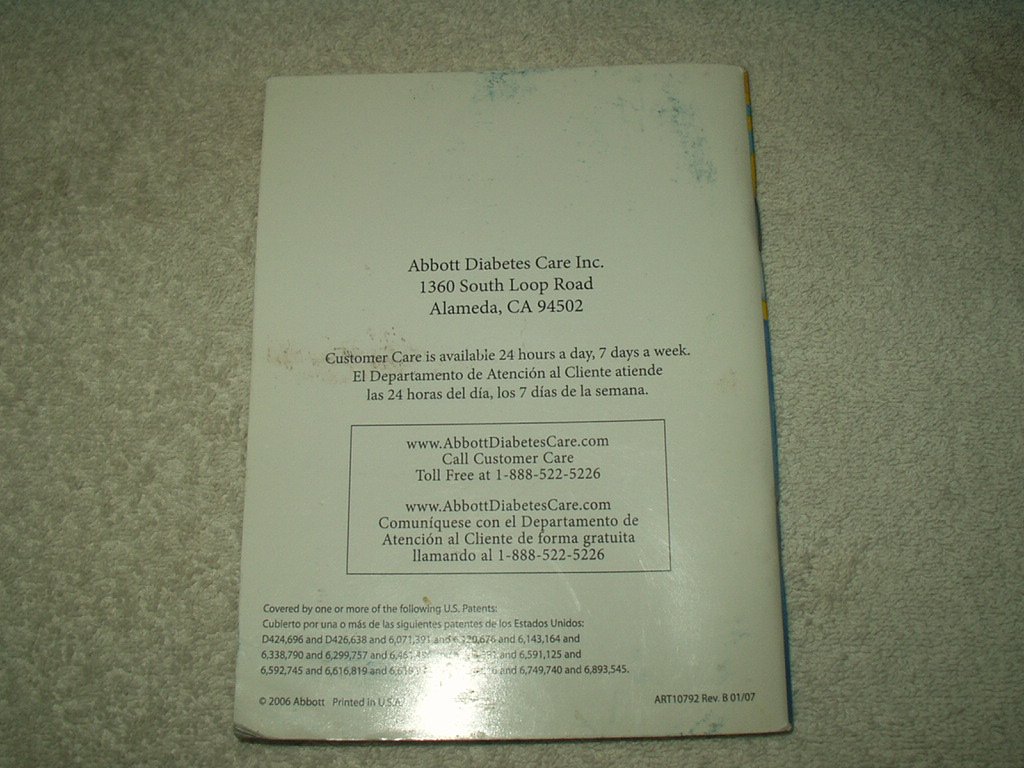 Abbott Diabetes Care Inc.
1360 South Loop Road
Alameda, CA 94502
Customer Care is available 24 hours a day, 7 days a week.
El Departamento de Atención al Cliente atiende
las 24 horas del día, los 7 días de la semana.
www.AbbottDiabetesCare.com
Call Customer Care
Toll Free at 1-888-522-5226
www.AbbottDiabetesCare.com
Comuníquese con el Departamento de
Atención al Cliente de forma gratuita
llamando al 1-888-522-5226
Covered by one or more of the following U.S. Patents:
Cubierto por una o más de las siguientes patentes de los Estados Unidos:
D424,696 and D426,638 and 6,071,391 and 6,120,676 and 6,143,164 and
6,338,790 and 6,299,757 and and 6,591,125 and
6,592,745 and 6,616,819 and and 6,749,740 and 6,893,545.
© 2006 Abbott Printed in U.S.A.
ART10792 Rev. B 01/07